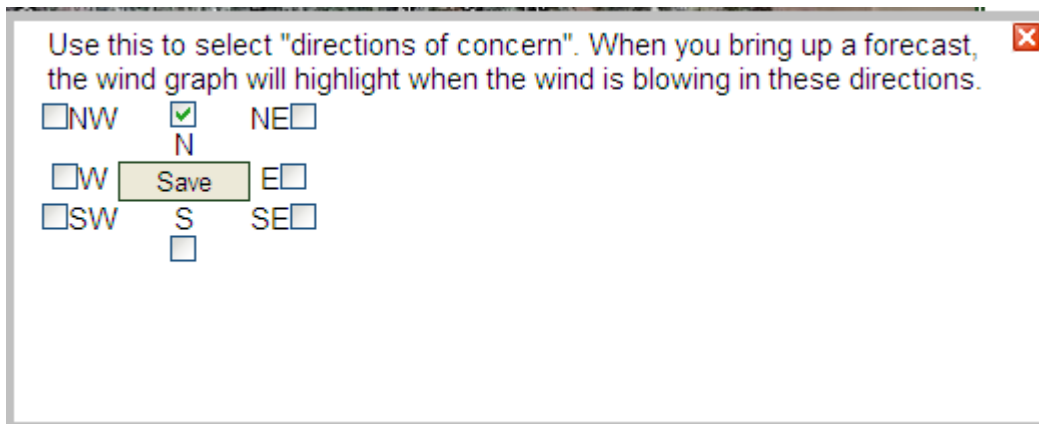 Use this to select "directions of concern". When you bring up a forecast,
the wind graph will highlight when the wind is blowing in these directions.
NW N NE
W Save E
SW S SE